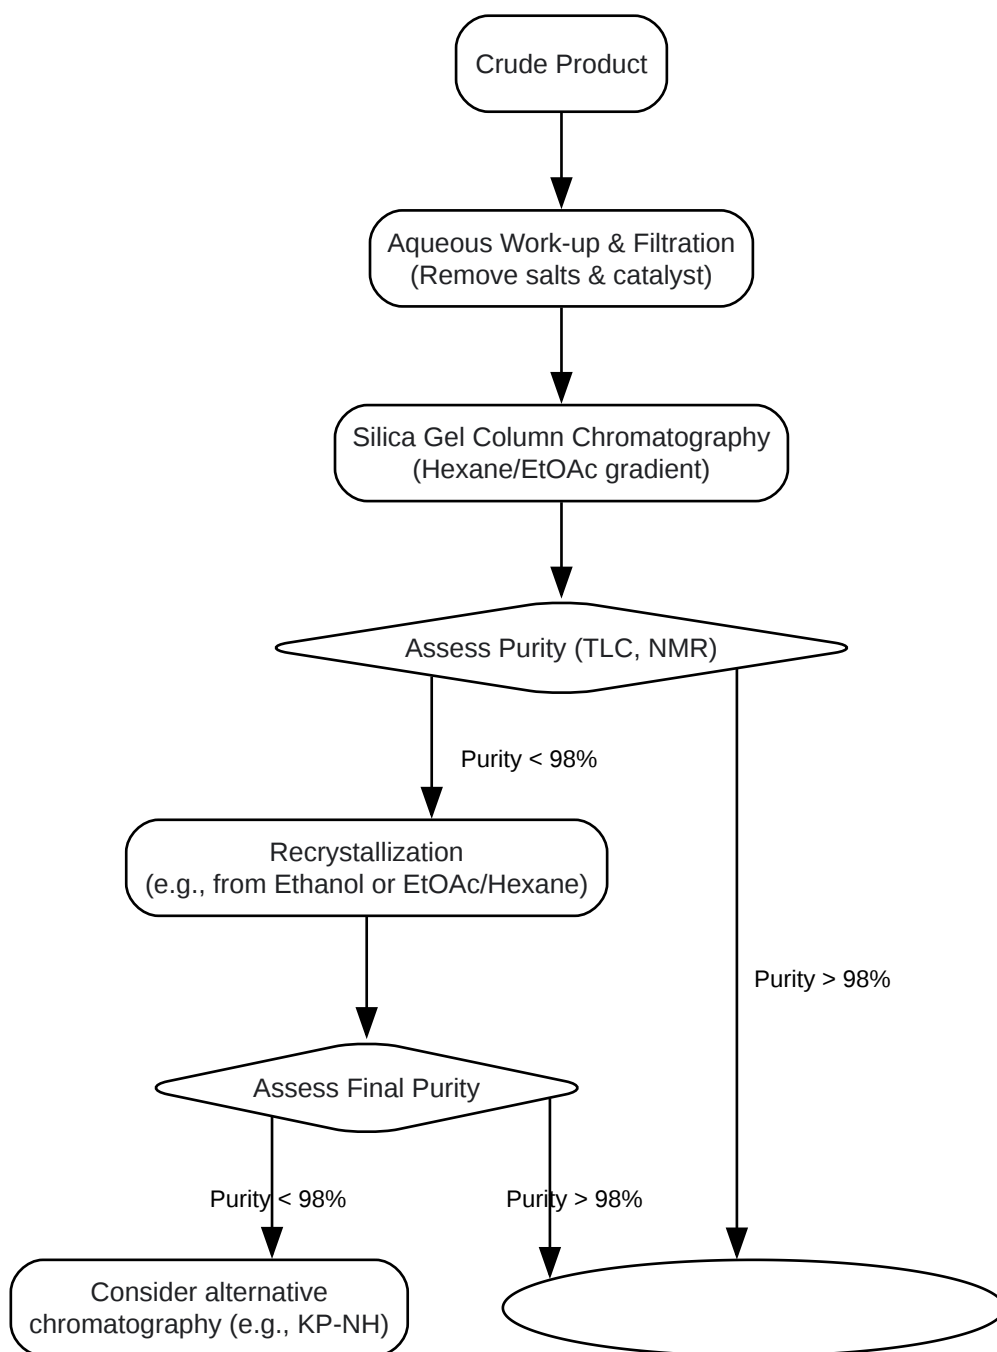 Crude Product
Aqueous Work-up & Filtration
(Remove salts & catalyst)
Silica Gel Column Chromatography
(Hexane/EtOAc gradient)
Assess Purity (TLC, NMR)
Purity < 98%
Recrystallization
(e.g., from Ethanol or EtOAc/Hexane)
Purity > 98%
Assess Final Purity
Purity < 98%
Purity > 98%
Consider alternative
chromatography (e.g., KP-NH)